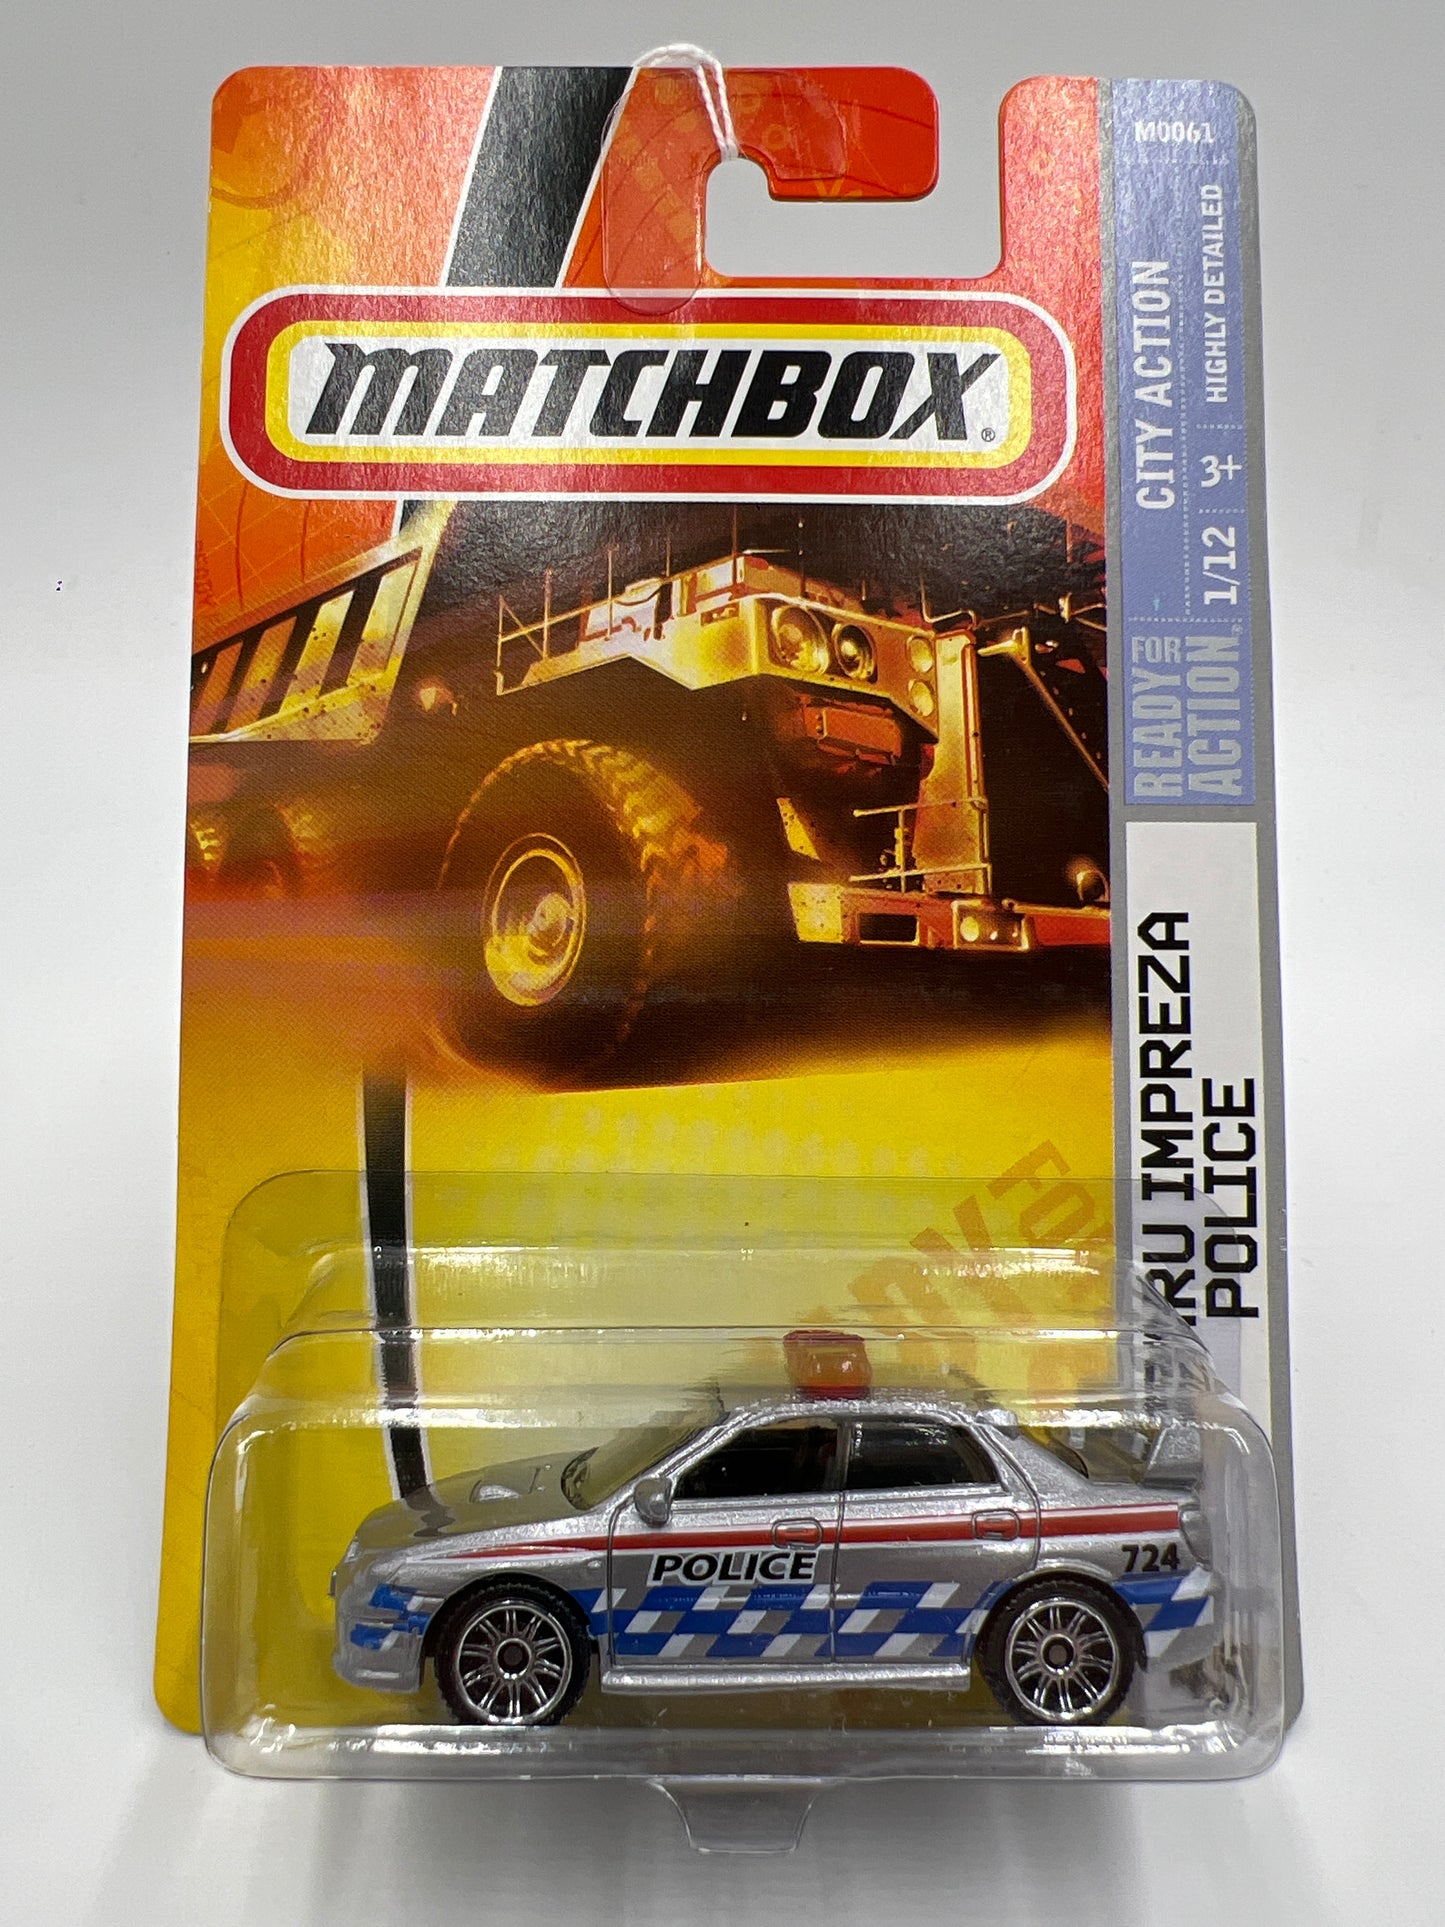 MATCHBOX®
M0061
CITY ACTION
HIGHLY DETAILED
1/12 3+
READY FOR ACTION®
RU IMPREZA
POLICE
POLICE
724